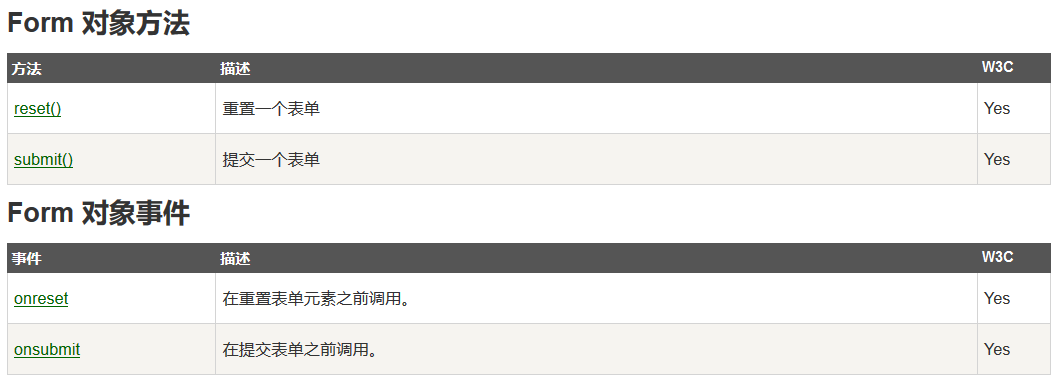 Form 对象方法
方法 描述 W3C
reset() 重置一个表单 Yes
submit() 提交一个表单 Yes
Form 对象事件
事件 描述 W3C
onreset 在重置表单元素之前调用。 Yes
onsubmit 在提交表单之前调用。 Yes